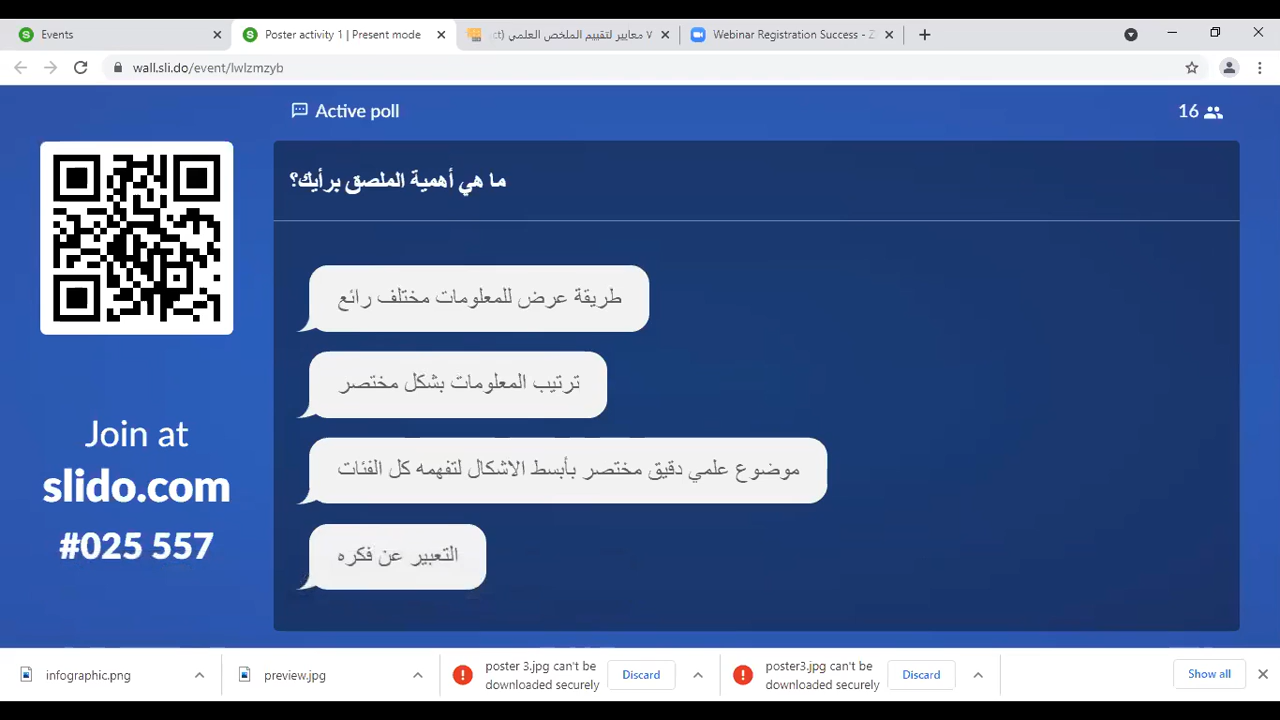 Events
Poster activity 1 | Present mode
٧ معايير لتقييم الملخص العلمي (ct
Webinar Registration Success - Z
wall.sli.do/event/lwlzmzyb
Active poll
16
ما هي أهمية الملصق برأيك؟
طريقة عرض للمعلومات مختلف رائع
ترتيب المعلومات بشكل مختصر
موضوع علمي دقيق مختصر بأبسط الاشكال لتفهمه كل الفئات
التعبير عن فكره
Join at
slido.com
#025 557
infographic.png
preview.jpg
poster 3.jpg can't be
downloaded securely
Discard
poster3.jpg can't be
downloaded securely
Discard
Show all